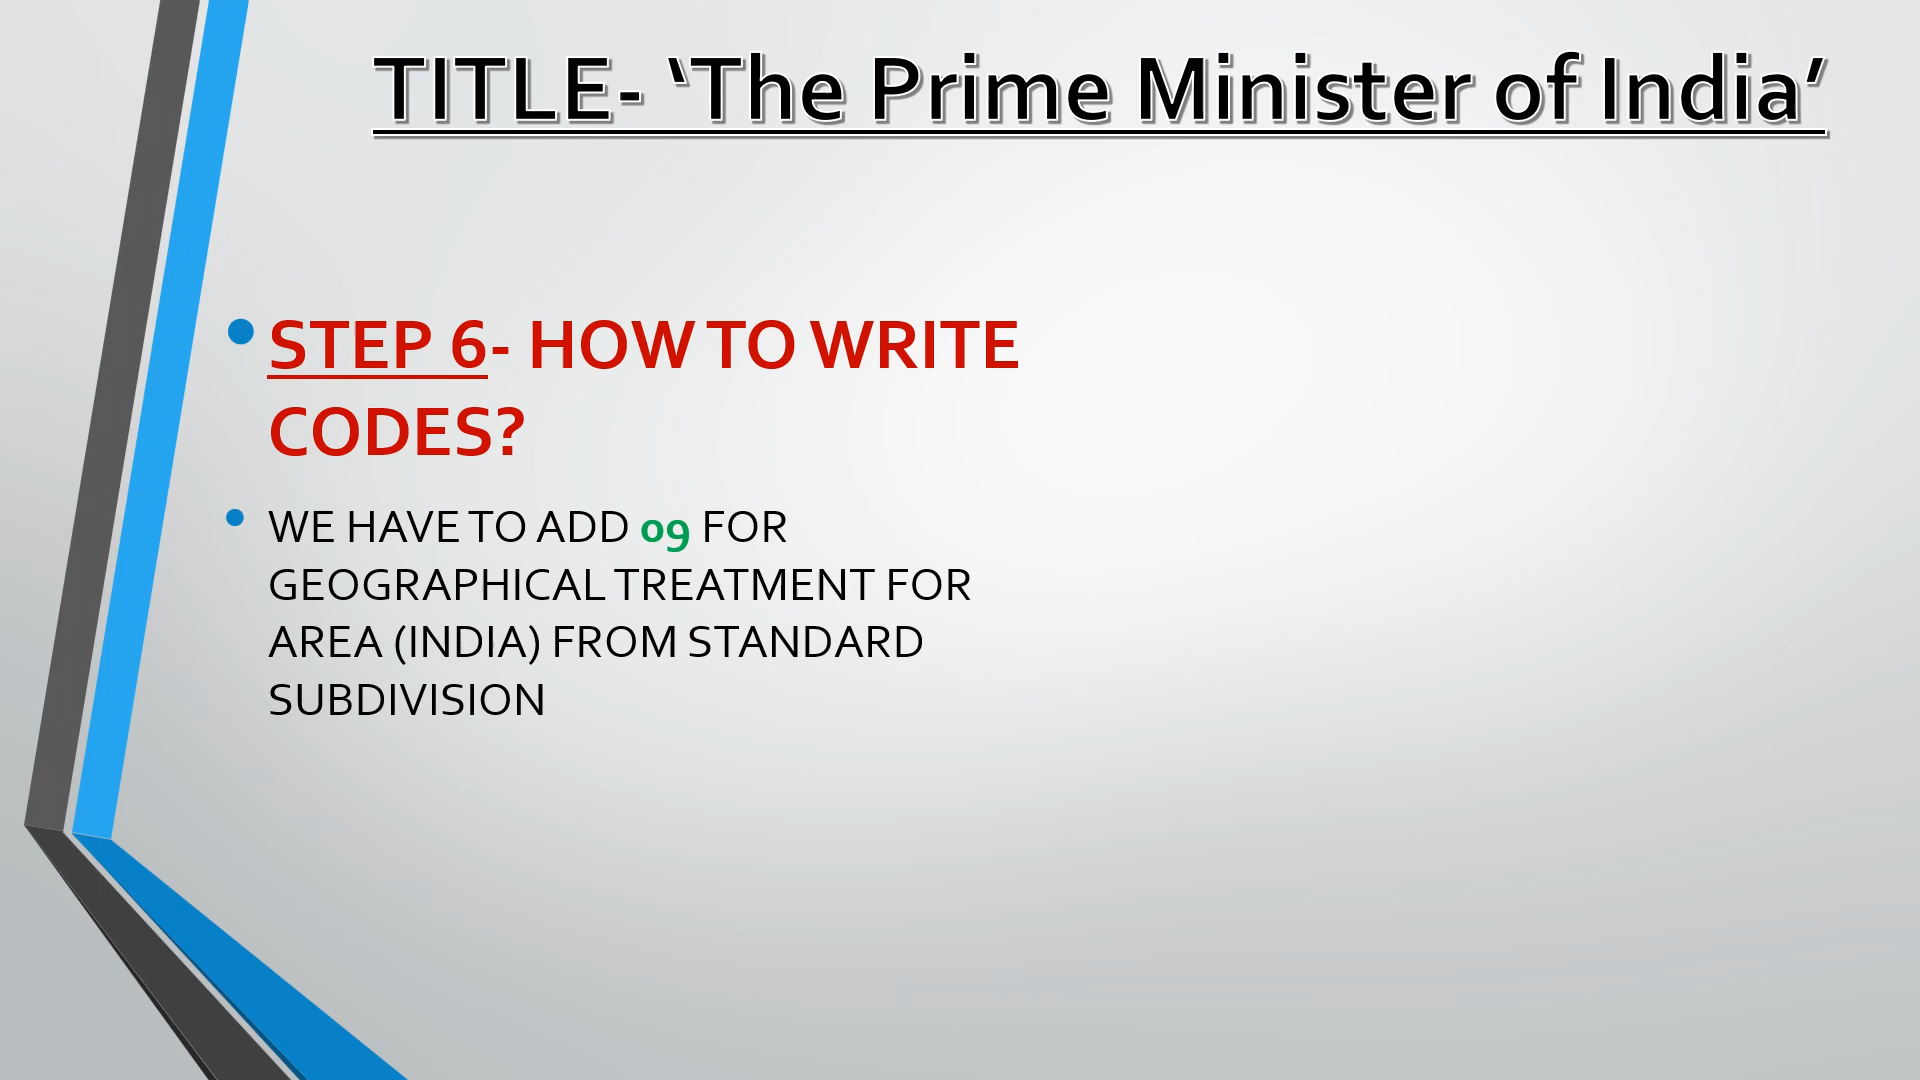 TITLE- ‘The Prime Minister of India’
• STEP 6- HOW TO WRITE
CODES?
• WE HAVE TO ADD 09 FOR
GEOGRAPHICAL TREATMENT FOR
AREA (INDIA) FROM STANDARD
SUBDIVISION